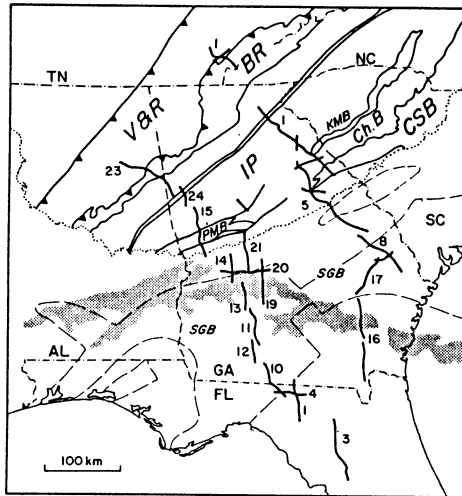 BR
TN
NC
V&R
KMB
Ch.B
CSB
1
IP
23
24
15
5
PMB
SC
21
8
14
20
SGB
17
13
19
SGB
11
16
12
AL
GA
10
FL
4
1
3
100 km